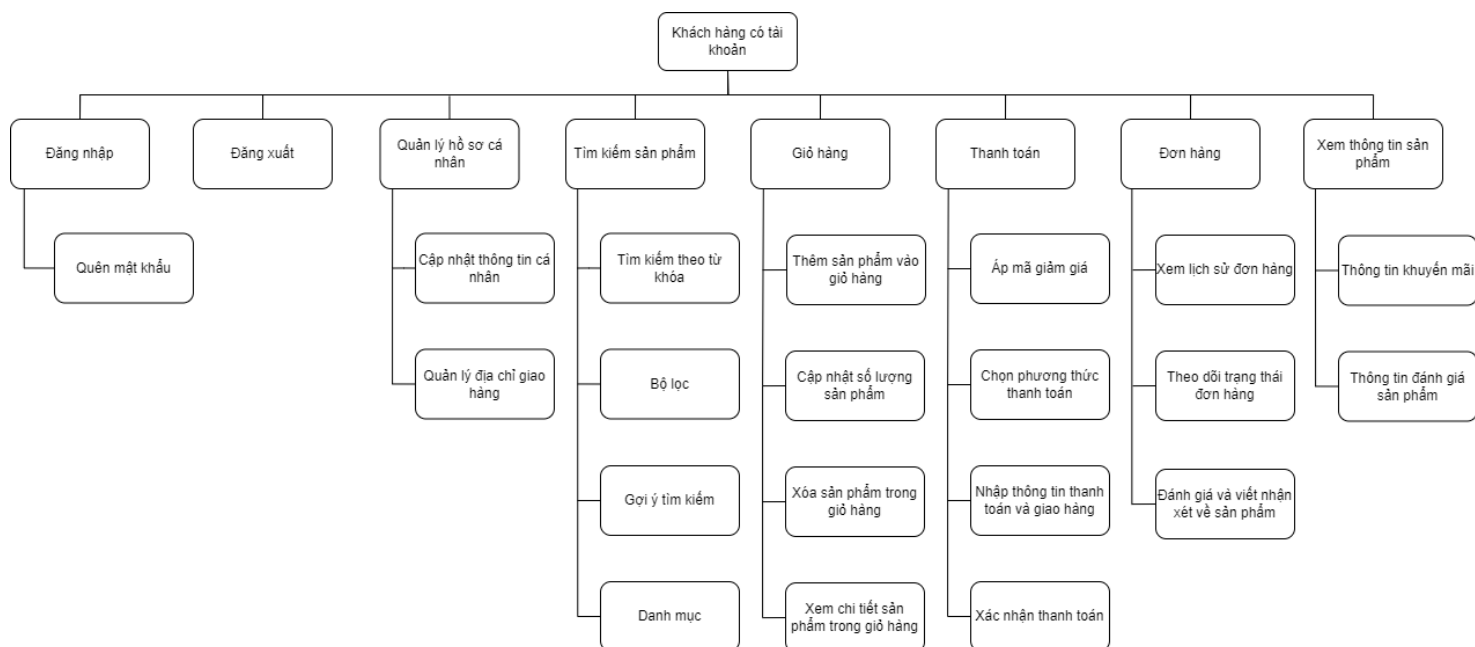 Khách hàng có tài
khoản
Đăng nhập
Đăng xuất
Quản lý hồ sơ cá
nhân
Tìm kiếm sản phẩm
Giỏ hàng
Thanh toán
Đơn hàng
Xem thông tin sản
phẩm
Quên mật khẩu
Cập nhật thông tin cá
nhân
Tìm kiếm theo từ
khóa
Thêm sản phẩm vào
giỏ hàng
Áp mã giảm giá
Xem lịch sử đơn hàng
Thông tin khuyến mãi
Quản lý địa chỉ giao
hàng
Bộ lọc
Cập nhật số lượng
sản phẩm
Chọn phương thức
thanh toán
Theo dõi trạng thái
đơn hàng
Thông tin đánh giá
sản phẩm
Gợi ý tìm kiếm
Xóa sản phẩm trong
giỏ hàng
Nhập thông tin thanh
toán và giao hàng
Đánh giá và viết nhận
xét về sản phẩm
Danh mục
Xem chi tiết sản
phẩm trong giỏ hàng
Xác nhận thanh toán